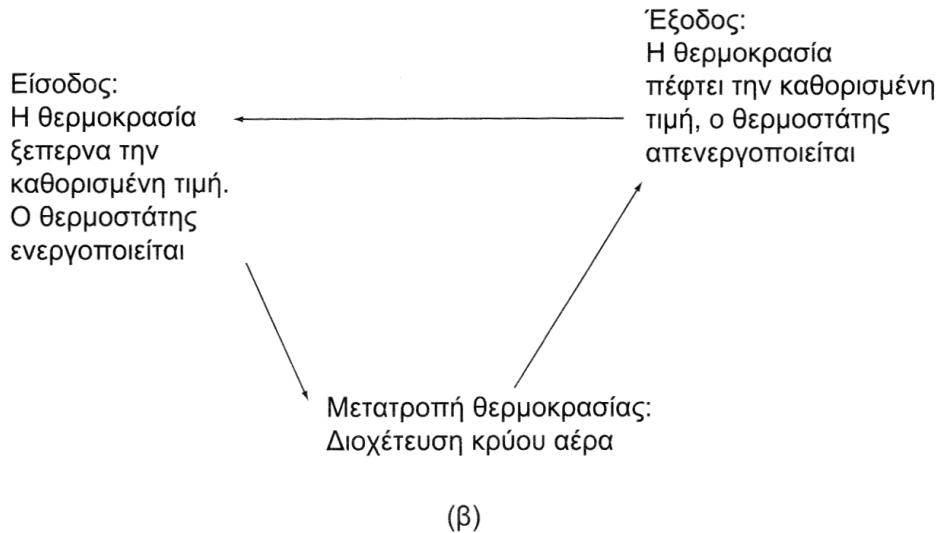 Είσοδος:
Η θερμοκρασία
ξεπερνα την
καθορισμένη τιμή.
Ο θερμοστάτης
ενεργοποιείται
Έξοδος:
Η θερμοκρασία
πέφτει την καθορισμένη
τιμή, ο θερμοστάτης
απενεργοποιείται
Μετατροπή θερμοκρασίας:
Διοχέτευση κρύου αέρα
(β)